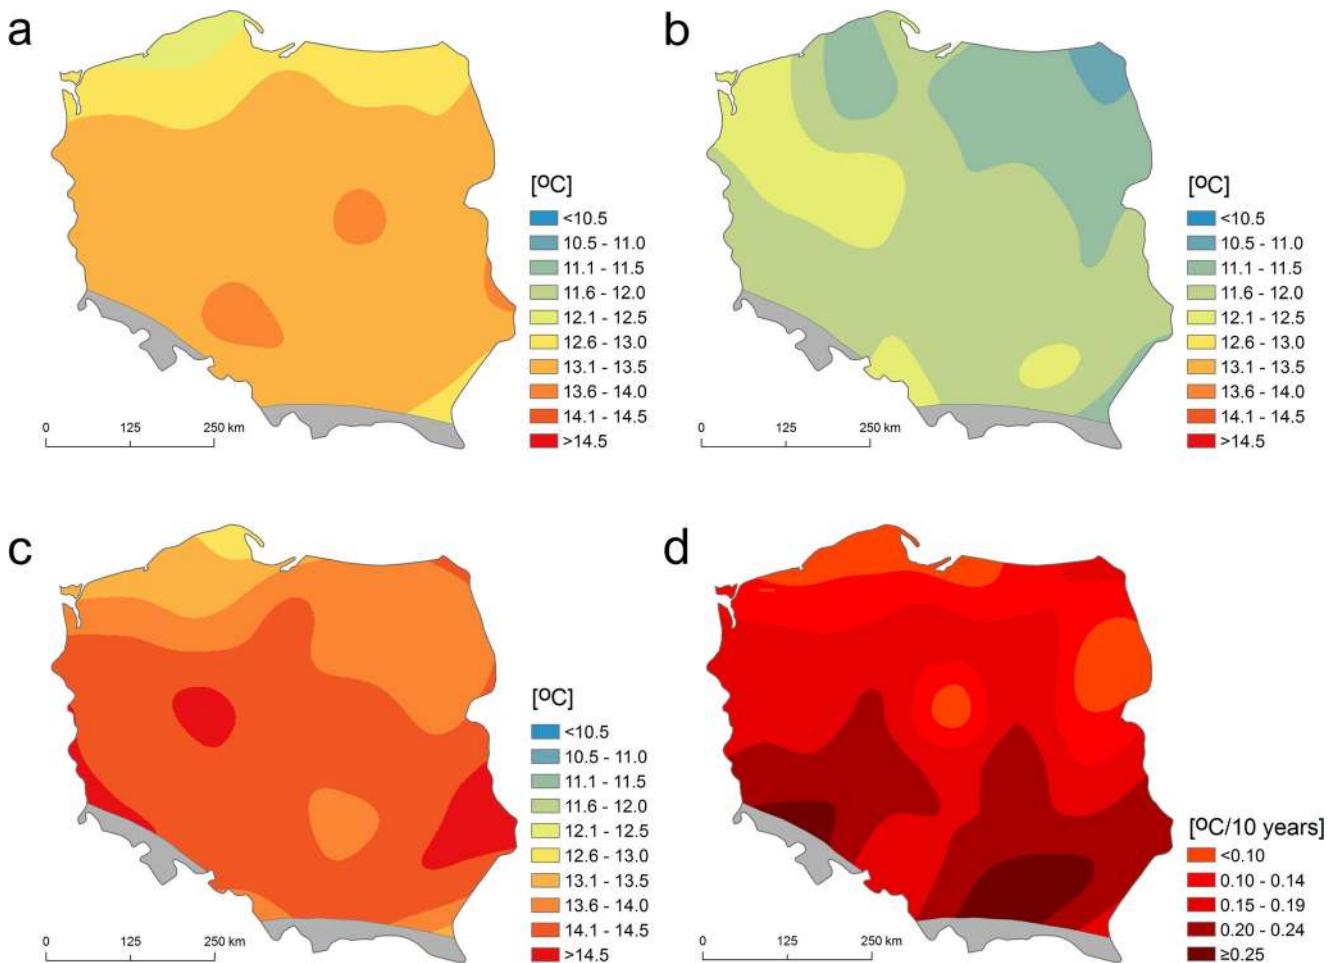 a
[ºC]
<10.5
10.5 - 11.0
11.1 - 11.5
11.6 - 12.0
12.1 - 12.5
12.6 - 13.0
13.1 - 13.5
13.6 - 14.0
14.1 - 14.5
>14.5
0 125 250 km
b
[ºC]
<10.5
10.5 - 11.0
11.1 - 11.5
11.6 - 12.0
12.1 - 12.5
12.6 - 13.0
13.1 - 13.5
13.6 - 14.0
14.1 - 14.5
>14.5
0 125 250 km
c
[ºC]
<10.5
10.5 - 11.0
11.1 - 11.5
11.6 - 12.0
12.1 - 12.5
12.6 - 13.0
13.1 - 13.5
13.6 - 14.0
14.1 - 14.5
>14.5
0 125 250 km
d
[ºC/10 years]
<0.10
0.10 - 0.14
0.15 - 0.19
0.20 - 0.24
≥0.25
0 125 250 km